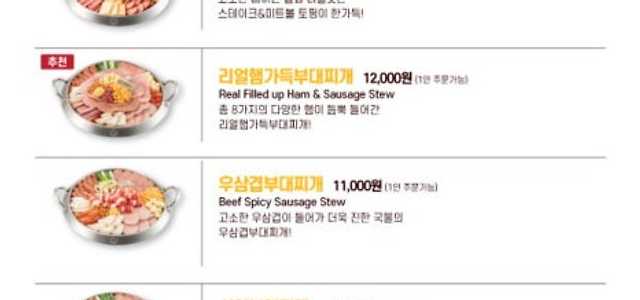 스테이크&미트볼 토핑이 한가득!
추천
리얼햄가득부대찌개 12,000원 (1인 주문가능)
Real Filled up Ham & Sausage Stew
총 8가지의 다양한 햄이 듬뿍 들어간
리얼햄가득부대찌개!
우삼겹부대찌개 11,000원 (1인 주문가능)
Beef Spicy Sausage Stew
고소한 우삼겹이 들어가 더욱 진한 국물의
우삼겹부대찌개!